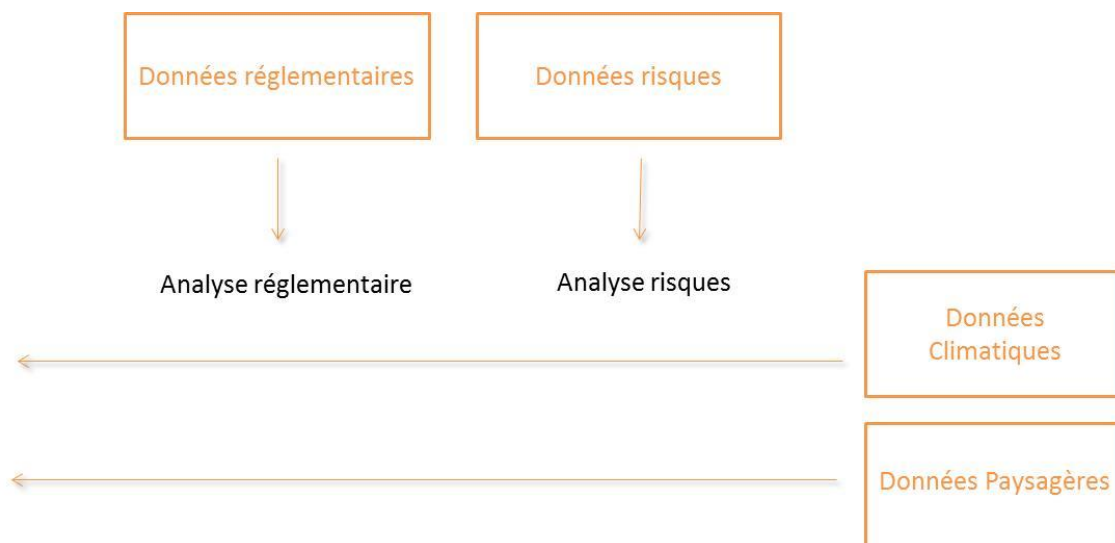 Données réglementaires
Données risques
Analyse réglementaire
Analyse risques
Données
Climatiques
Données Paysagères